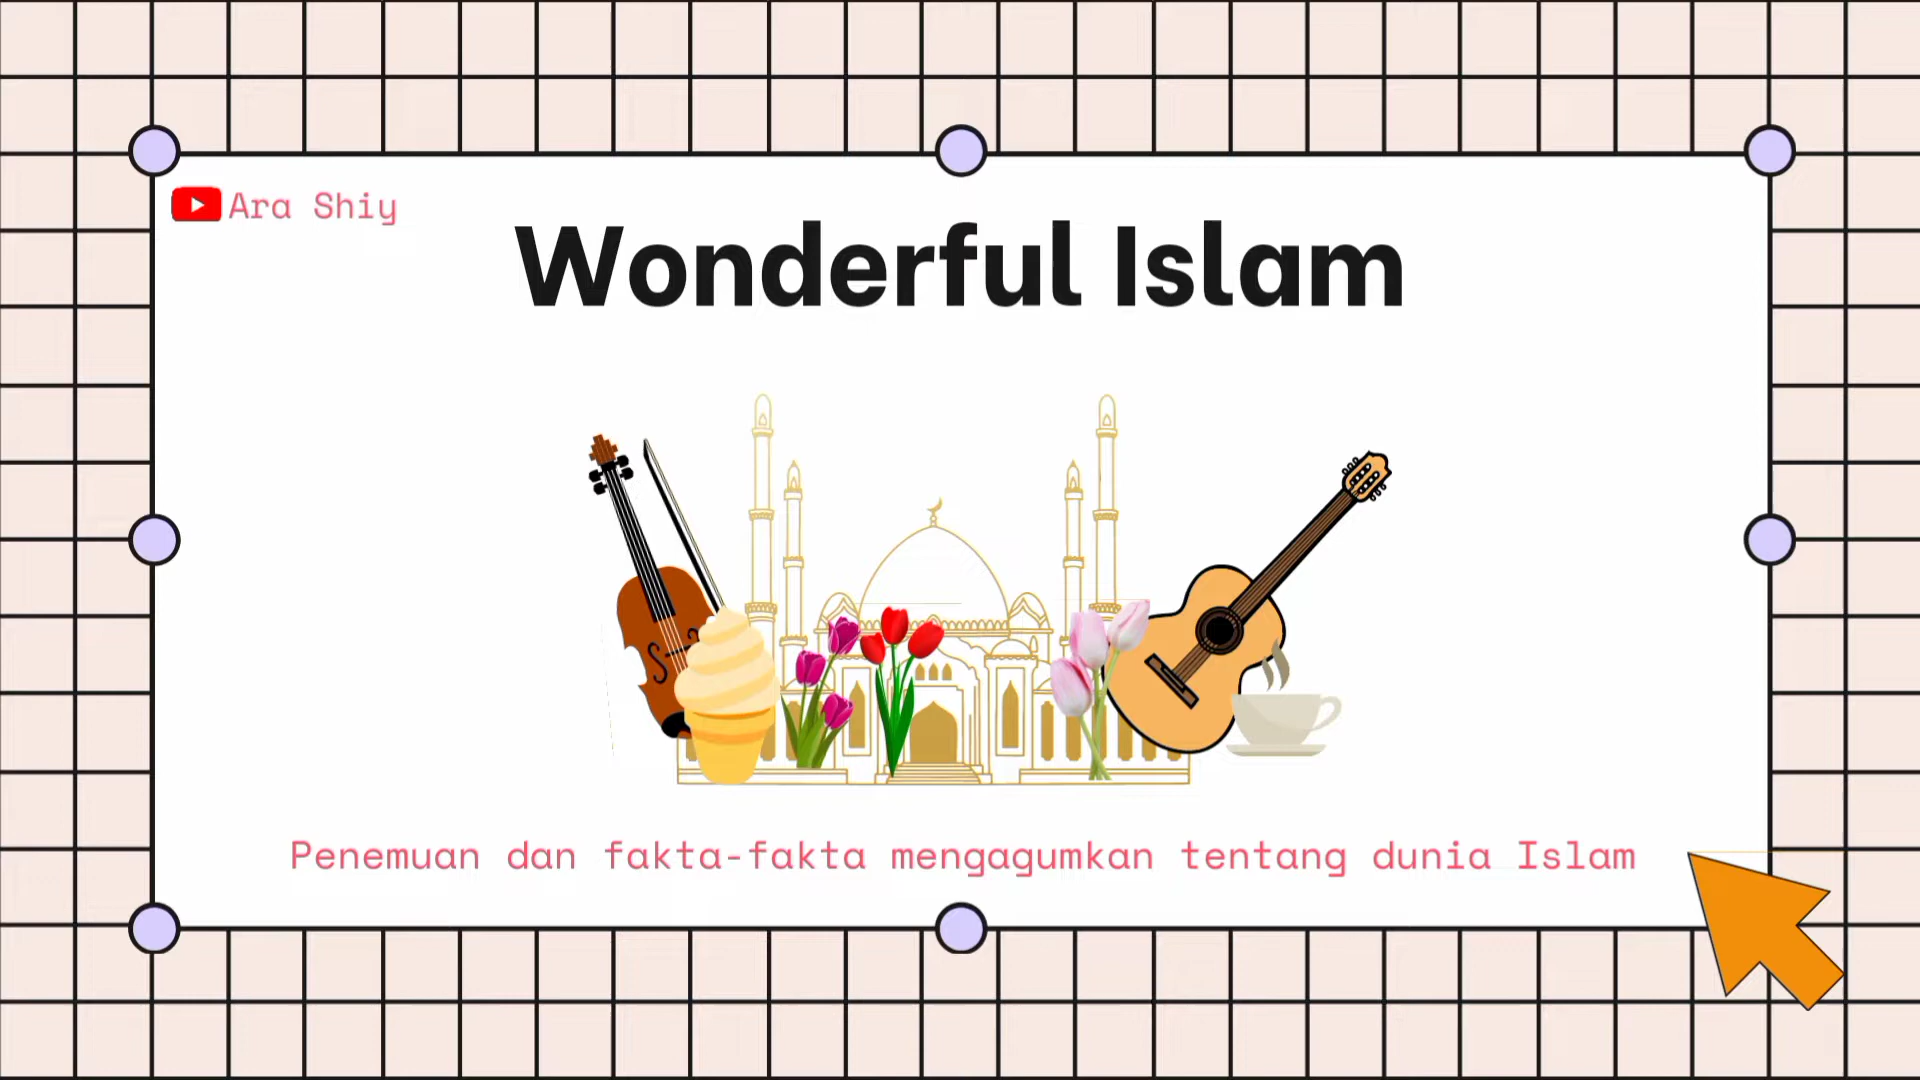 Ara Shiy
Wonderful Islam
Penemuan dan fakta-fakta mengagumkan tentang dunia Islam